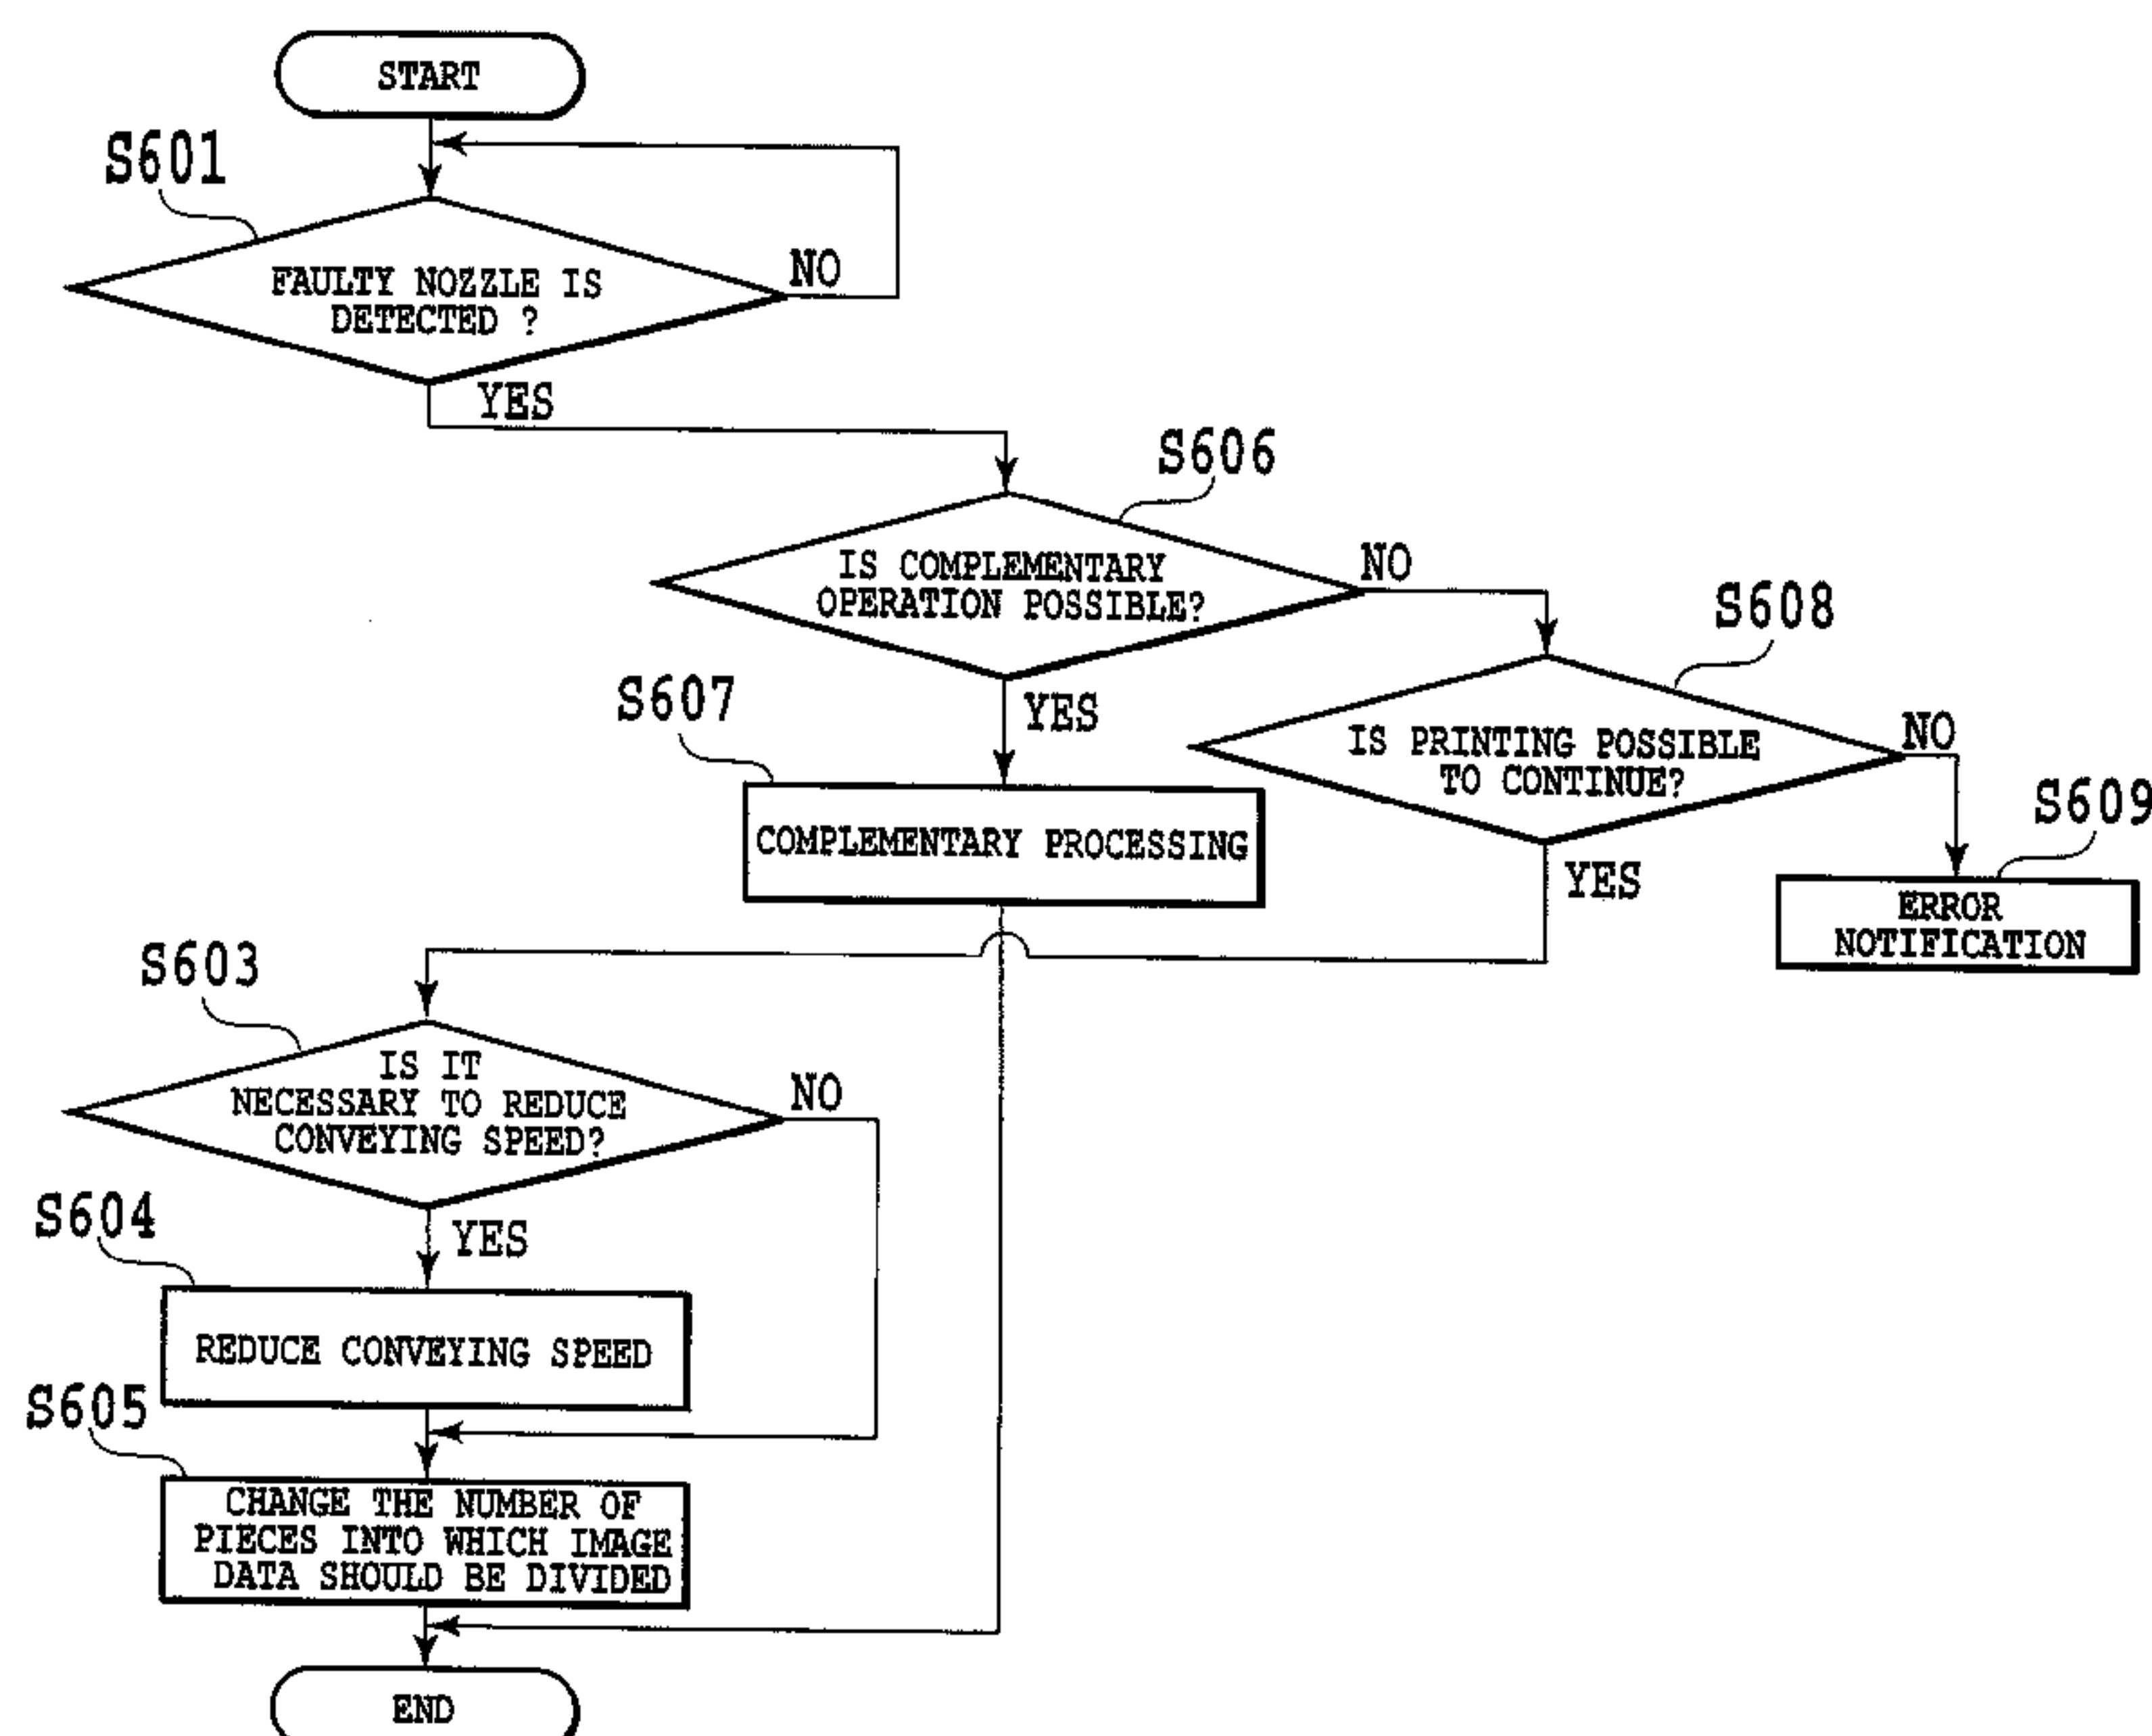 START
S601
FAULTY NOZZLE IS
DETECTED ?
NO
YES
S606
IS COMPLEMENTARY
OPERATION POSSIBLE?
NO
S608
S607
YES
IS PRINTING POSSIBLE
TO CONTINUE?
NO
S609
COMPLEMENTARY PROCESSING
YES
ERROR
NOTIFICATION
S603
IS IT
NECESSARY TO REDUCE
CONVEYING SPEED?
NO
S604
YES
REDUCE CONVEYING SPEED
S605
CHANGE THE NUMBER OF
PIECES INTO WHICH IMAGE
DATA SHOULD BE DIVIDED
END